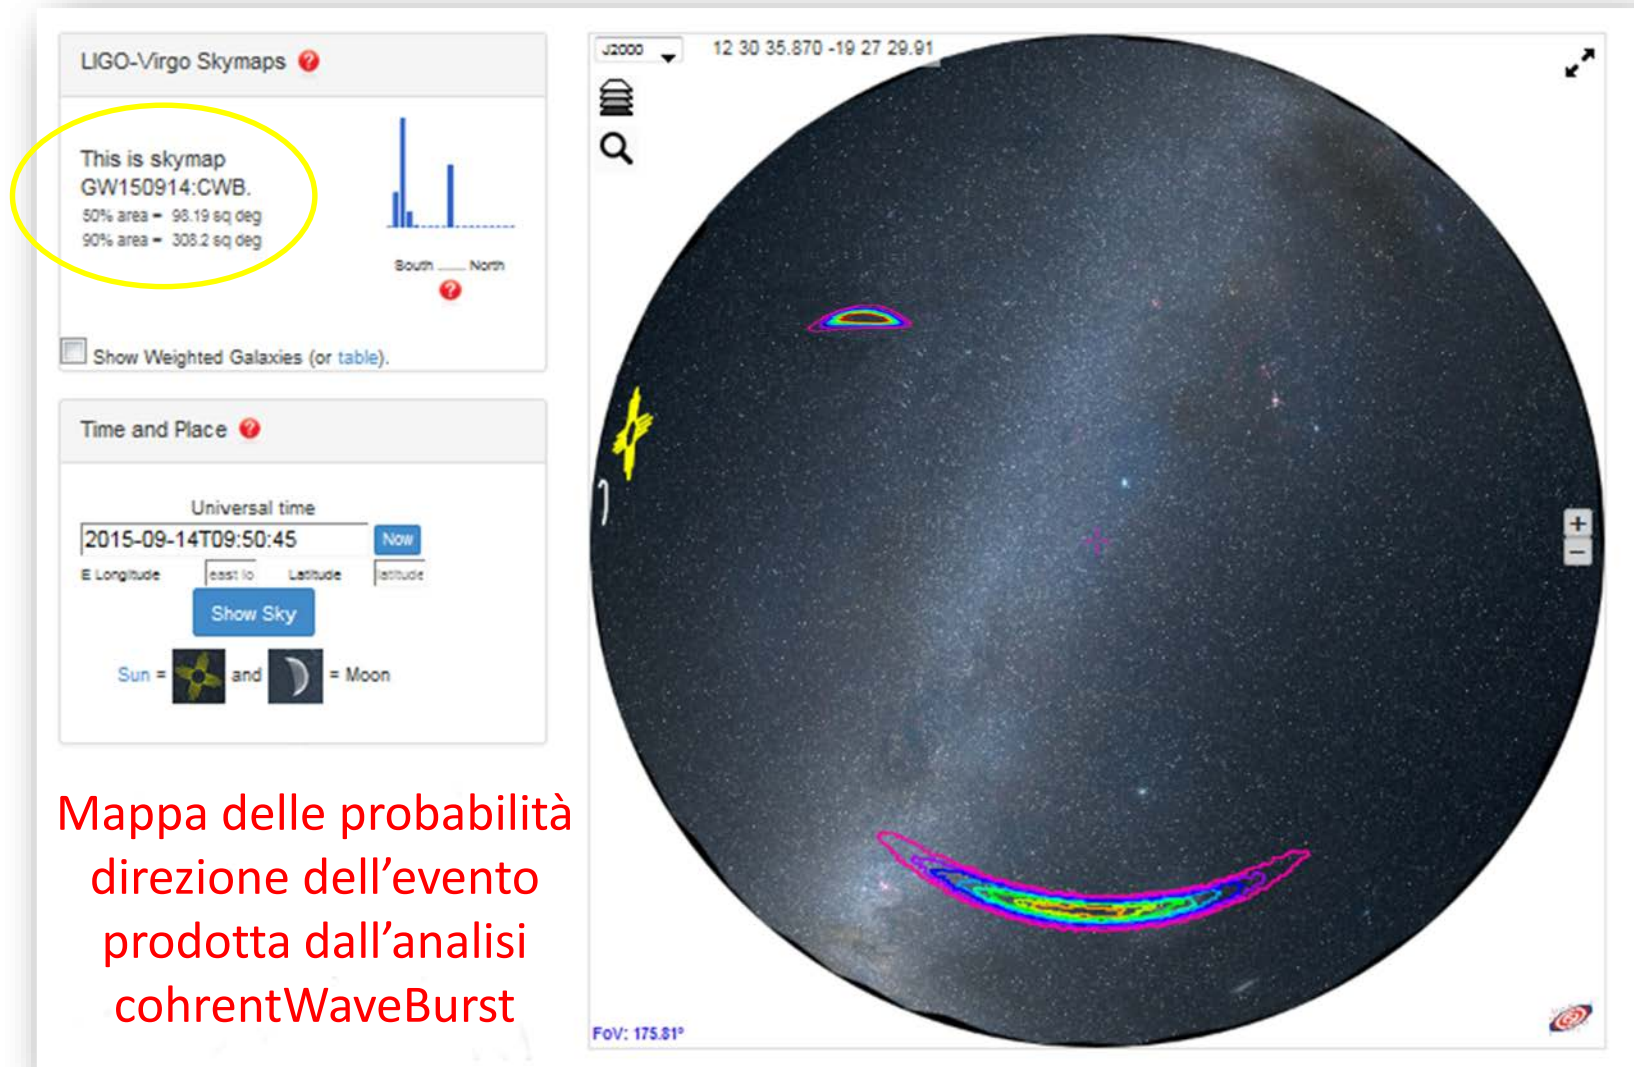 LIGO-Virgo Skymaps ?
This is skymap
GW150914:CWB.
50% area = 98.19 sq deg
90% area = 308.2 sq deg
South ...... North
?
Show Weighted Galaxies (or table).
Time and Place ?
Universal time
2015-09-14T09:50:45 Now
E Longitude east lo Latitude latitude
Show Sky
Sun = and = Moon
Mappa delle probabilità
direzione dell’evento
prodotta dall’analisi
cohrentWaveBurst
J2000 12 30 35.870 -19 27 29.91
+
−
FoV: 175.81º